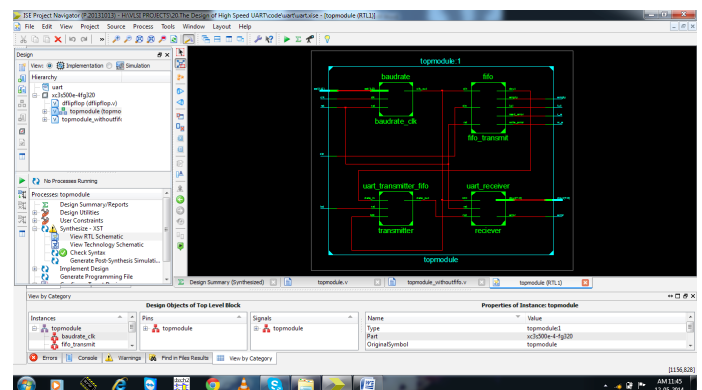 ISE Project Navigator (P.20131013) - H:\VLSI PROJECTS\20.The Design of High Speed UART\code\uart\uart.xise - [topmodule (RTL1)]
File Edit View Project Source Process Tools Window Layout Help
Design
View: Implementation Simulation
Hierarchy
uart
xc3s500e-4fg320
dflipflop (dflipflop.v)
topmodule (topmo
topmodule_withoutfifo
No Processes Running
Processes: topmodule
Design Summary/Reports
Design Utilities
User Constraints
Synthesize - XST
View RTL Schematic
View Technology Schematic
Check Syntax
Generate Post-Synthesis Simulati...
Implement Design
Generate Programming File
topmodule:1
baudrate
baudrate_clk
fifo
fifo_transmit
uart_transmitter_fifo
transmitter
uart_receiver
reciever
topmodule
Design Summary (Synthesized)
topmodule.v
topmodule_withoutfifo.v
topmodule (RTL1)
View by Category
Design Objects of Top Level Block
Properties of Instance: topmodule
Instances
topmodule
baudrate_clk
fifo_transmit
Pins
topmodule
Signals
topmodule
Name Value
Type topmodule:1
Part xc3s500e-4-fg320
OriginalSymbol topmodule
Errors Console Warnings Find in Files Results View by Category
[1156,828]
AM 11:45
12-05-2014